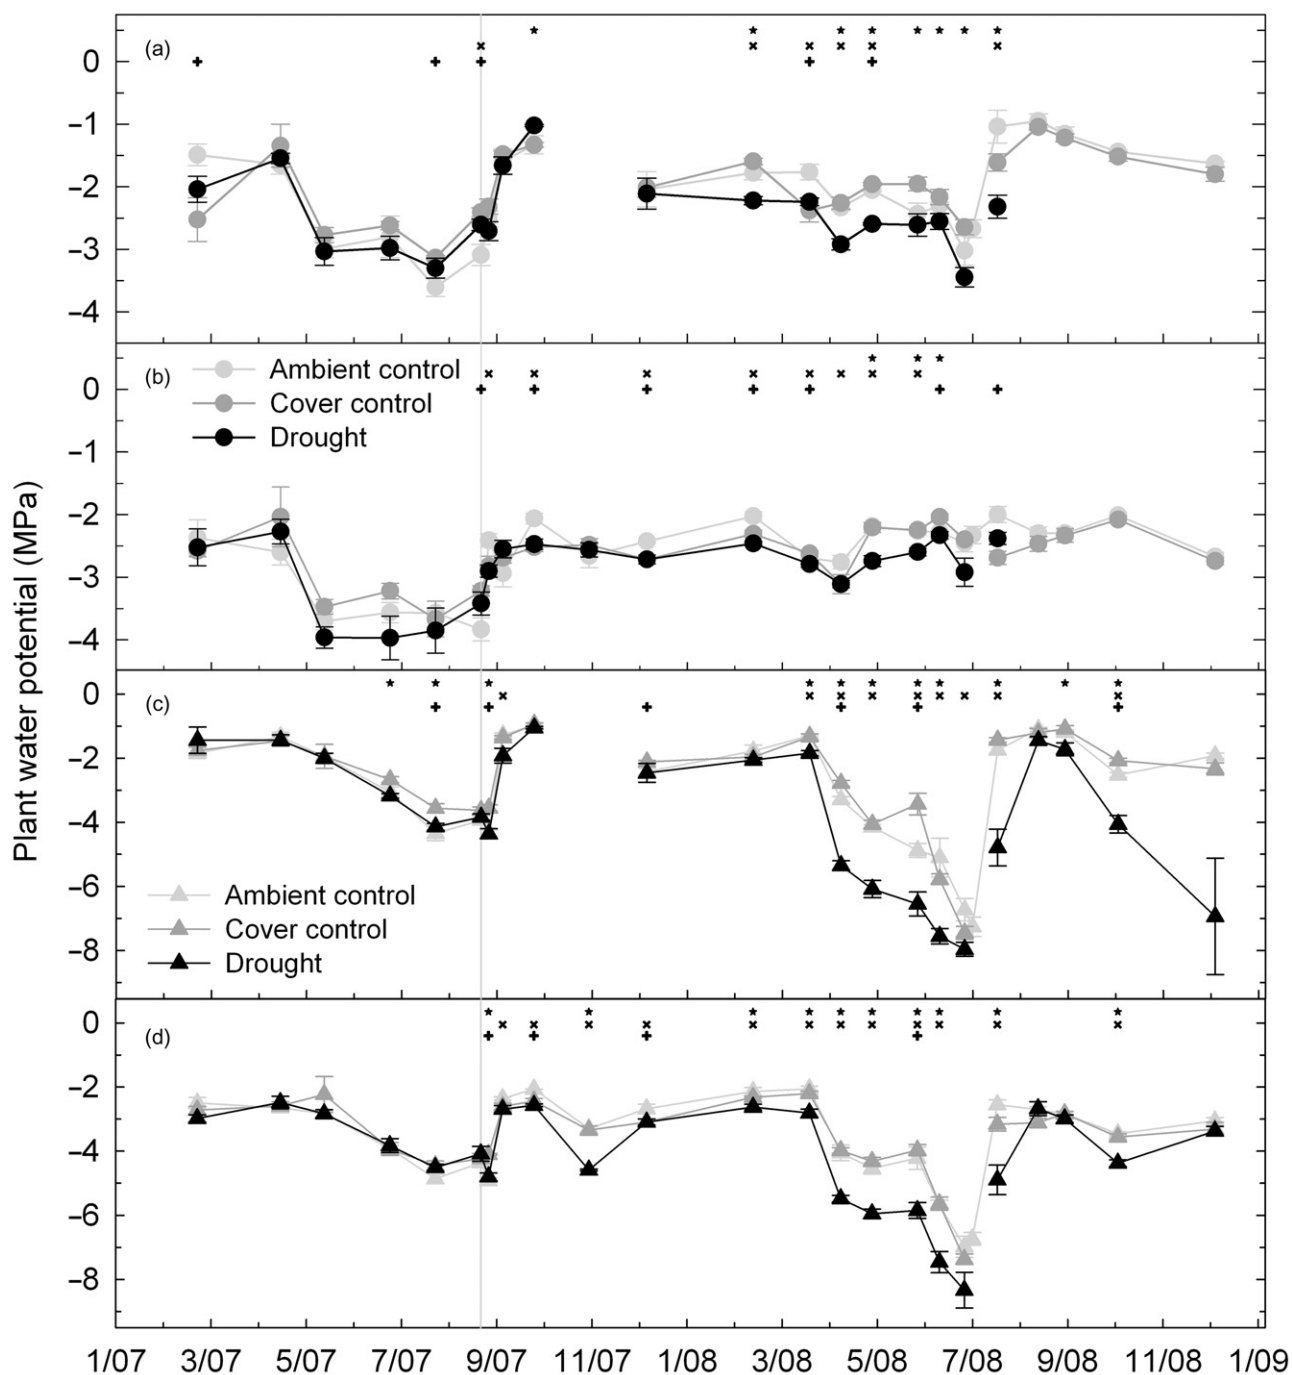 (a)
0
−1
−2
−3
−4
(b)
Ambient control
Cover control
Drought
0
−1
−2
−3
−4
Plant water potential (MPa)
(c)
0
−2
−4
−6
−8
Ambient control
Cover control
Drought
(d)
0
−2
−4
−6
−8
1/07 3/07 5/07 7/07 9/07 11/07 1/08 3/08 5/08 7/08 9/08 11/08 1/09